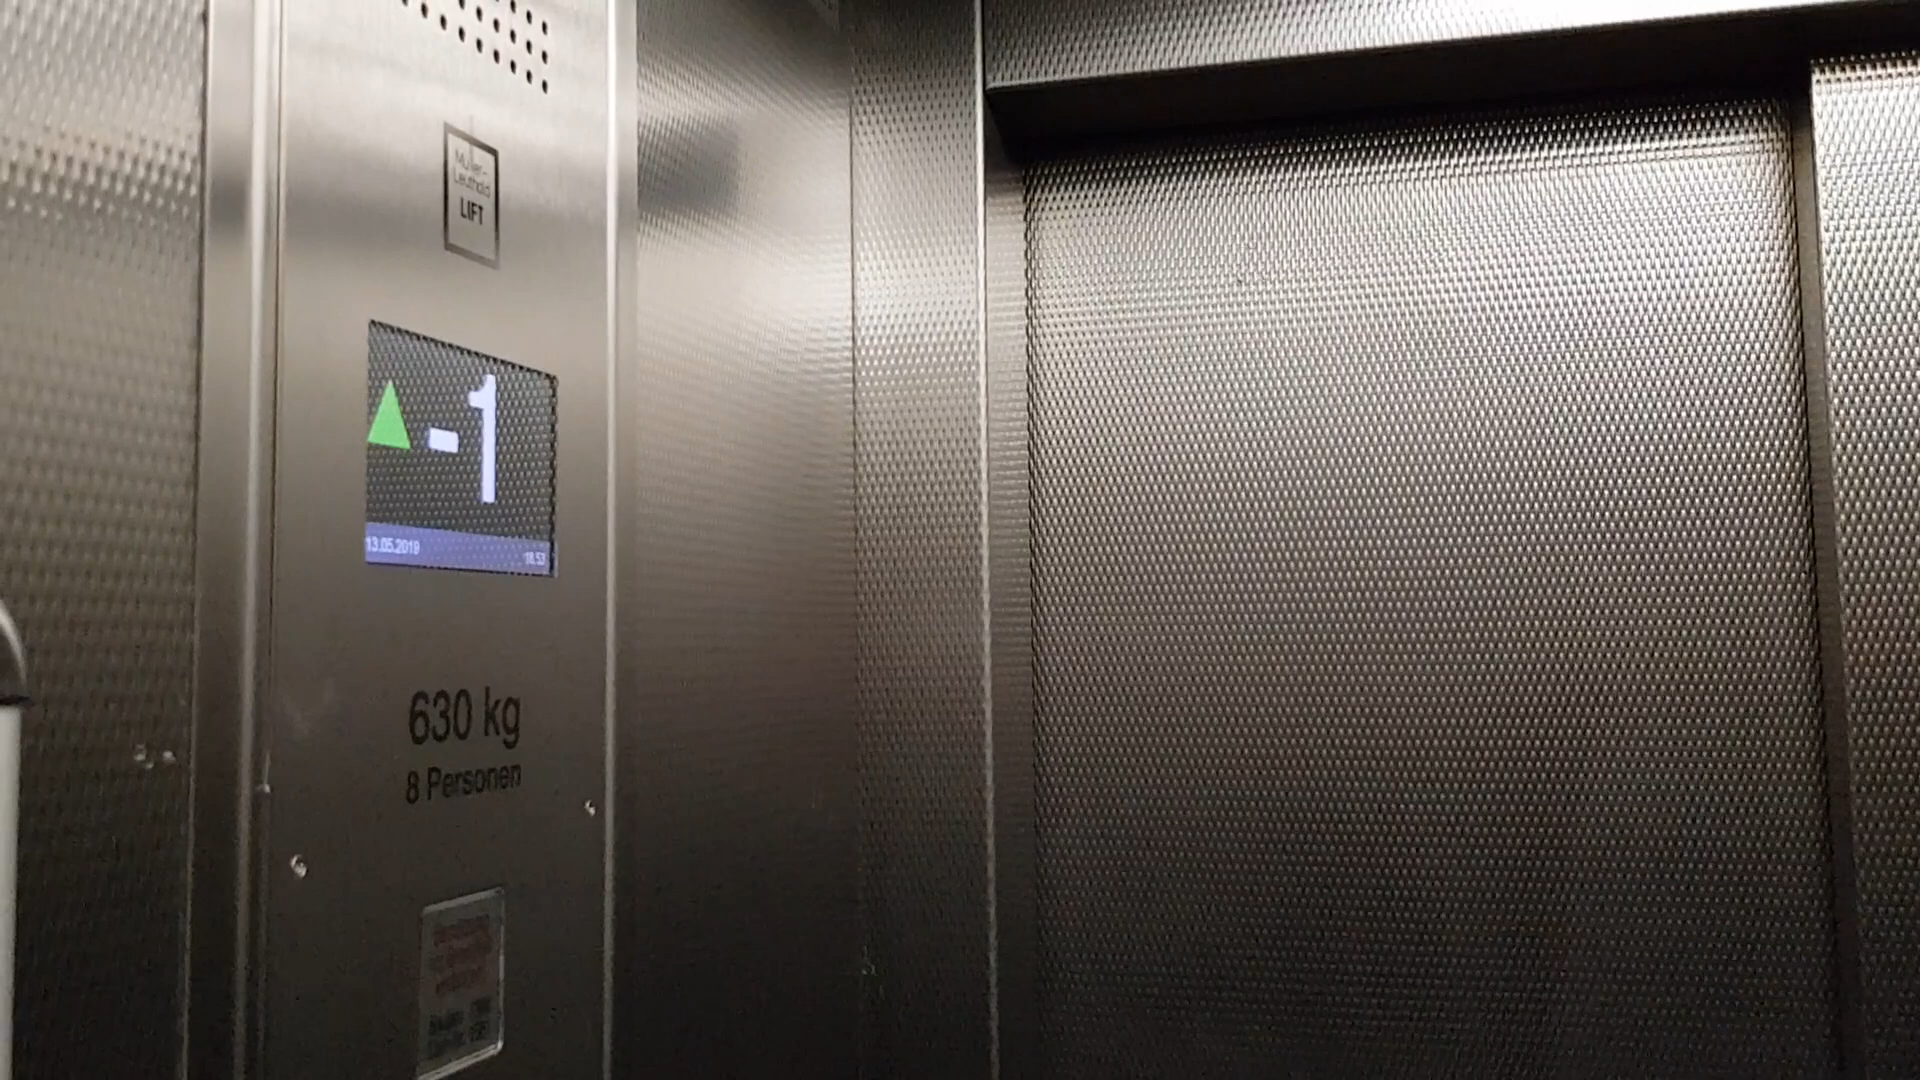 Müller-
Leuthold
LIFT
-1
13.05.2019
18:53
630 kg
8 Personen